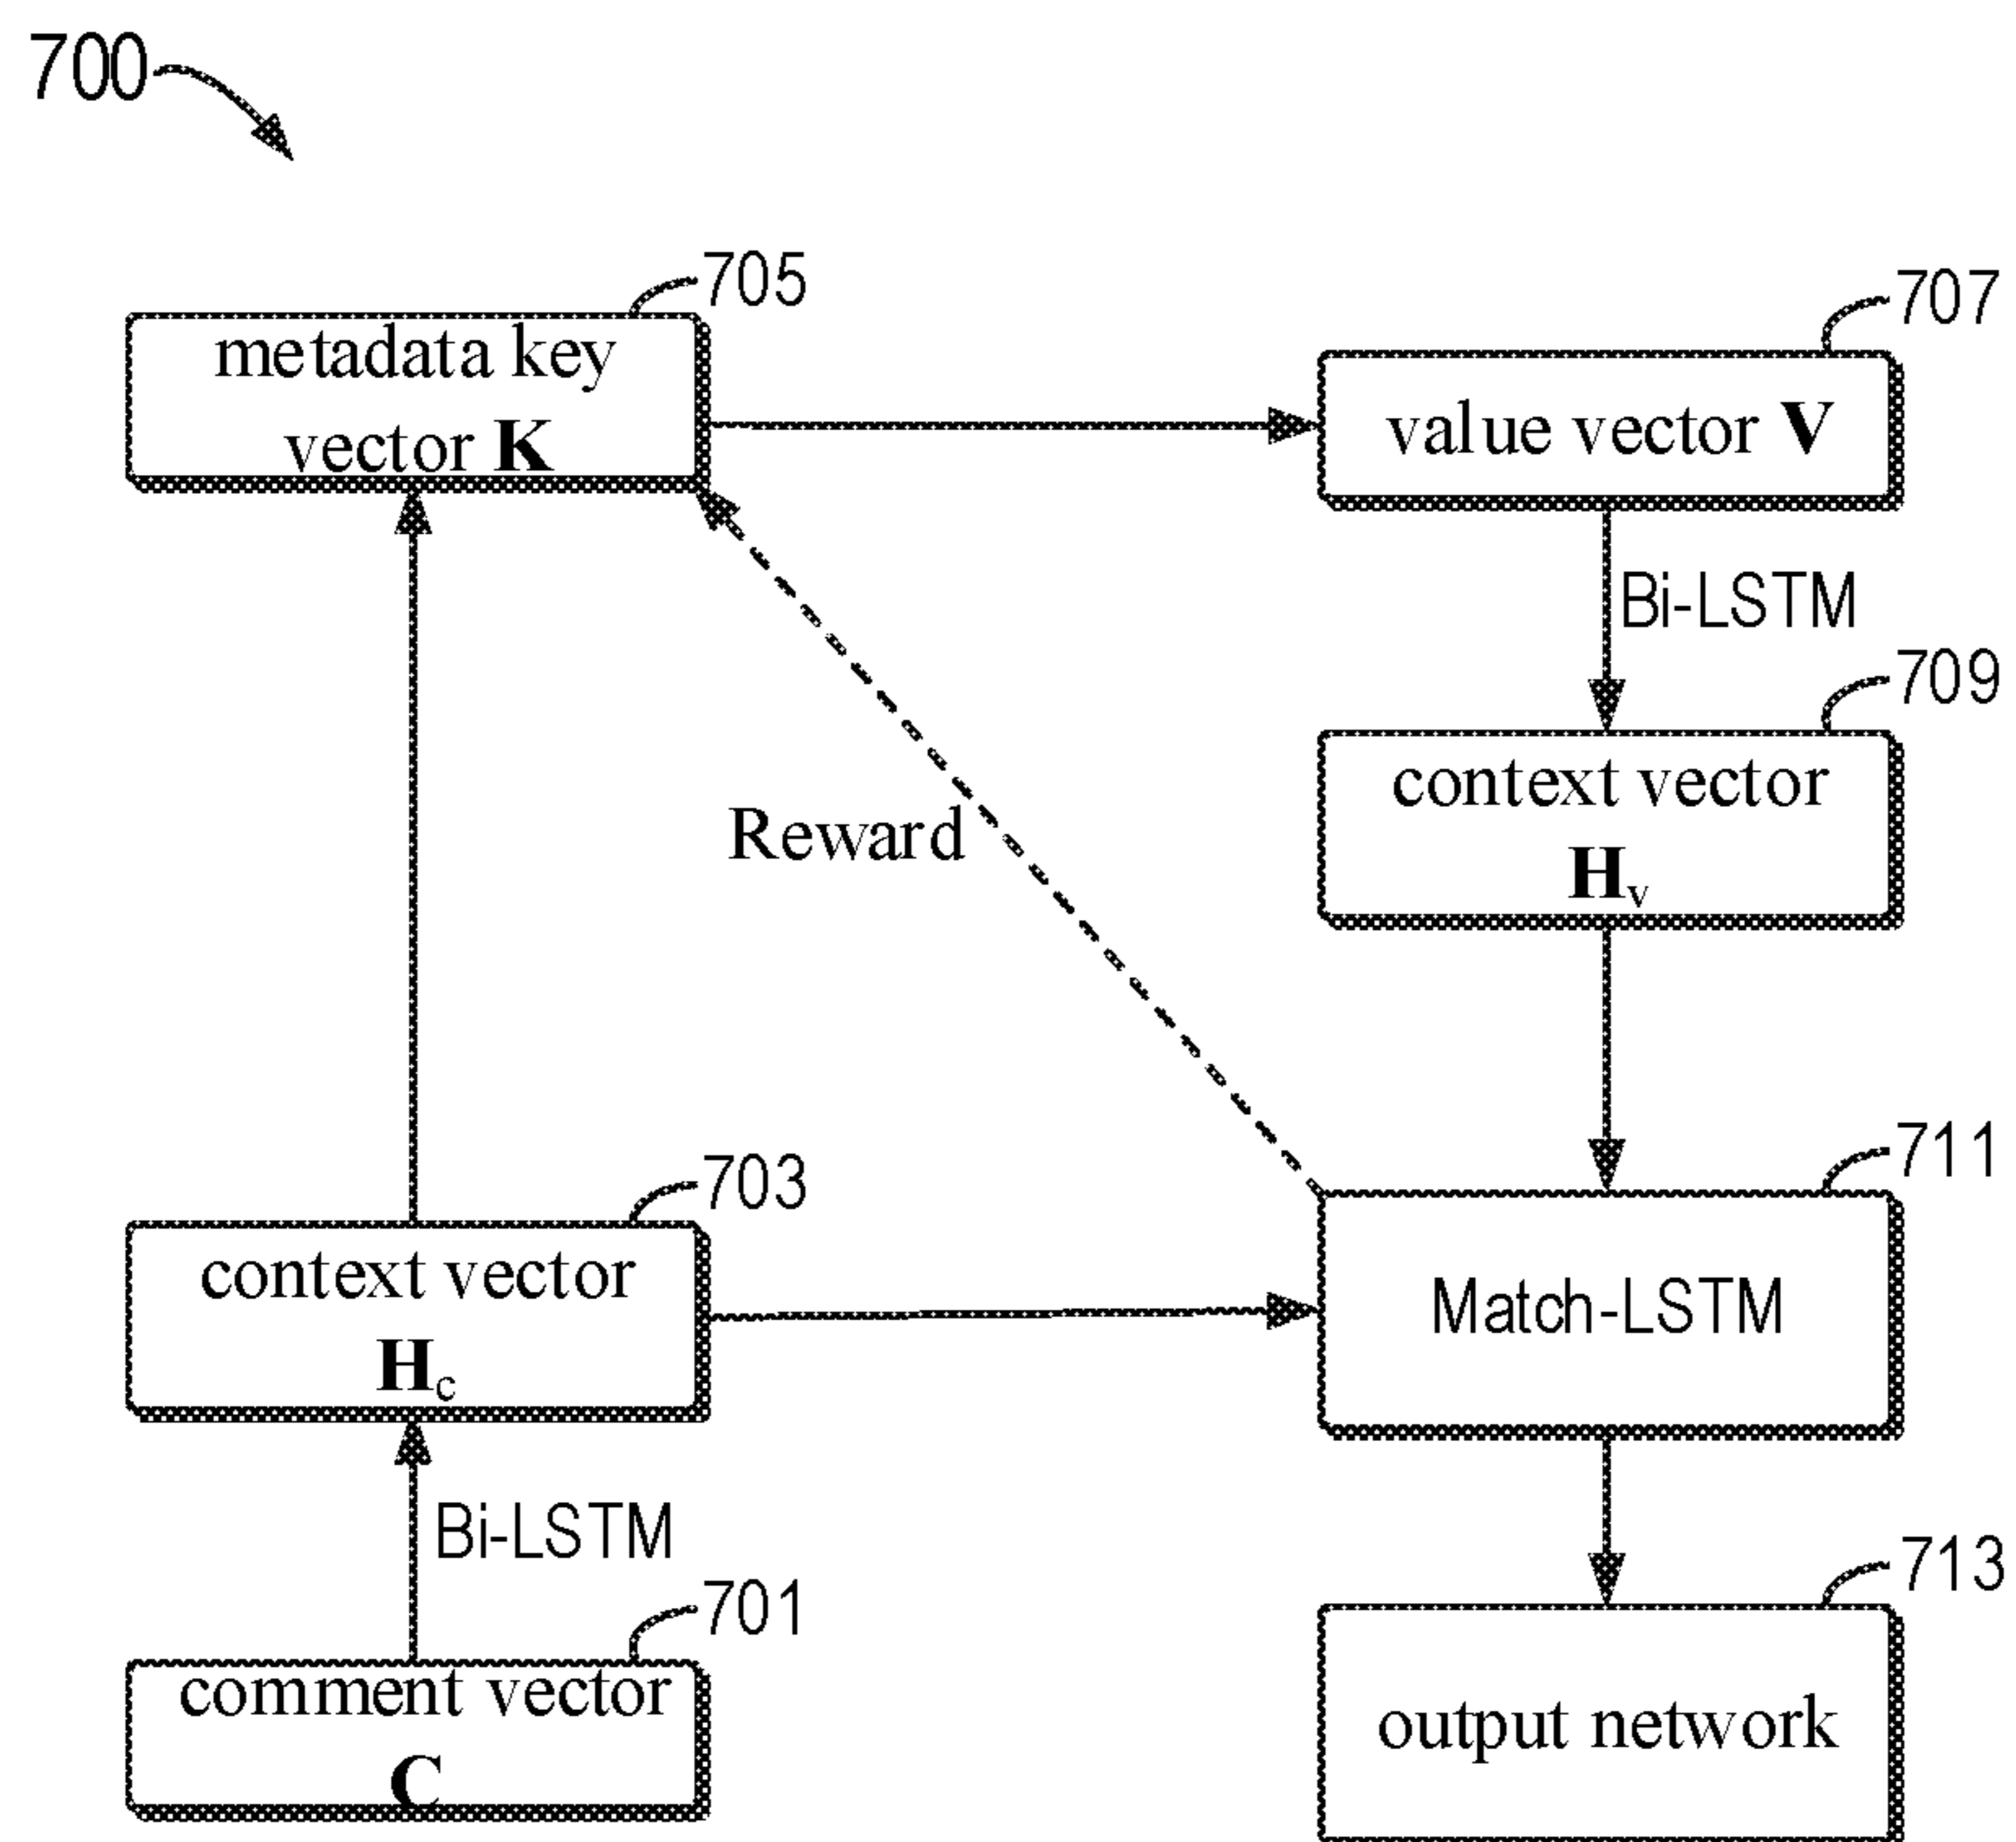 700
705
metadata key
vector K
707
value vector V
Bi-LSTM
709
context vector
Hv
Reward
703
context vector
Hc
711
Match-LSTM
Bi-LSTM
701
comment vector
C
713
output network